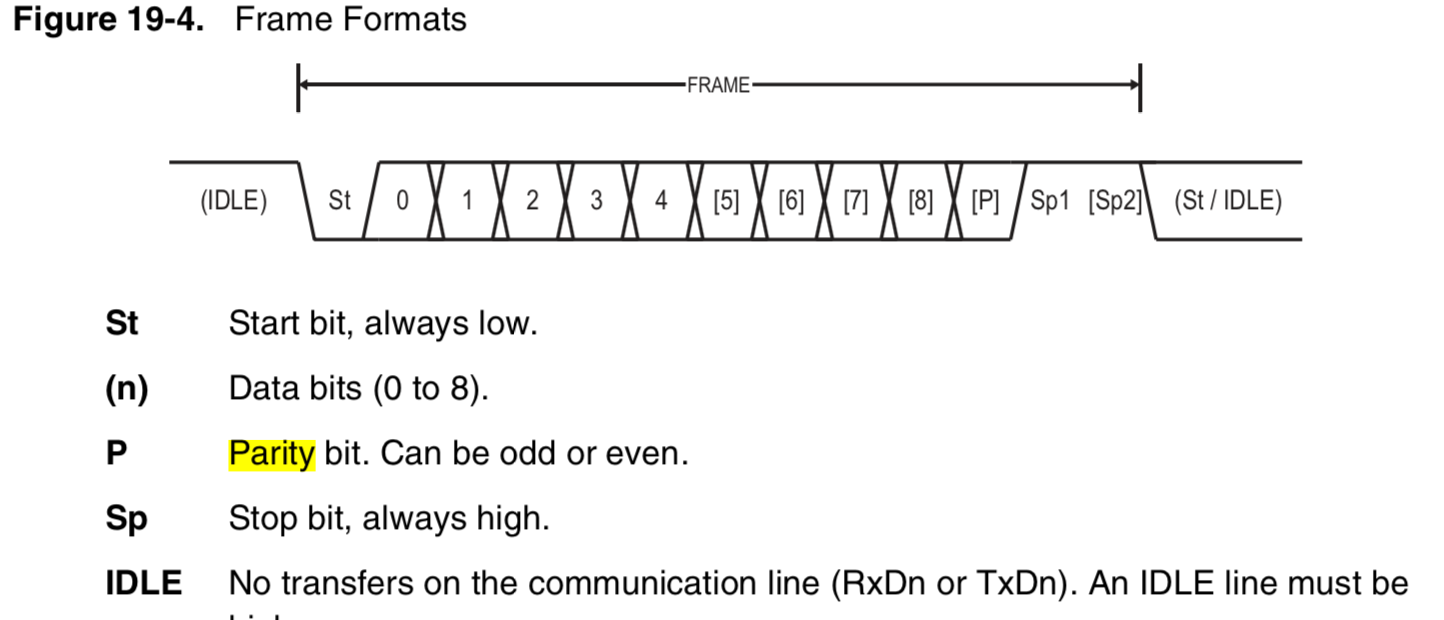 Figure 19-4. Frame Formats
FRAME
(IDLE) St 0 1 2 3 4 [5] [6] [7] [8] [P] Sp1 [Sp2] (St / IDLE)
St Start bit, always low.
(n) Data bits (0 to 8).
P Parity bit. Can be odd or even.
Sp Stop bit, always high.
IDLE No transfers on the communication line (RxDn or TxDn). An IDLE line must be